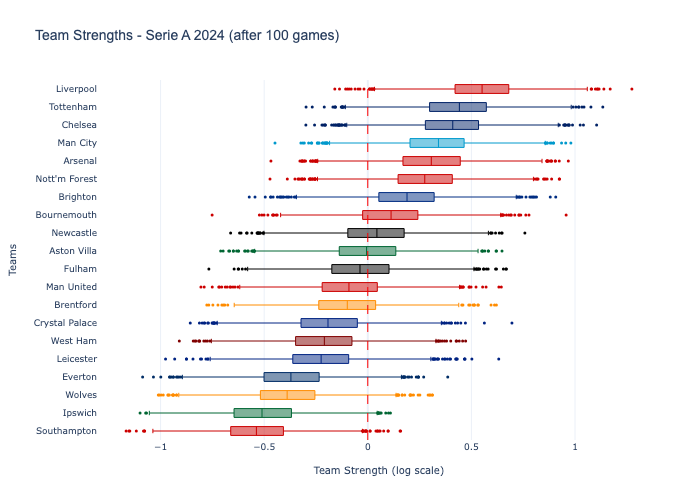 Team Strengths - Serie A 2024 (after 100 games)
Liverpool
Tottenham
Chelsea
Man City
Arsenal
Nott'm Forest
Brighton
Bournemouth
Newcastle
Aston Villa
Fulham
Man United
Brentford
Crystal Palace
West Ham
Leicester
Everton
Wolves
Ipswich
Southampton
Teams
−1 −0.5 0 0.5 1
Team Strength (log scale)